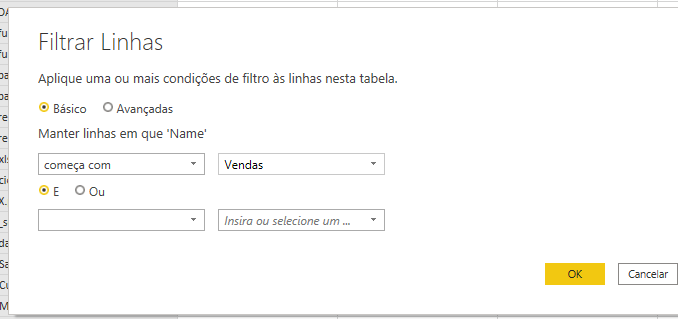 Filtrar Linhas
Aplique uma ou mais condições de filtro às linhas nesta tabela.
Básico Avançadas
Manter linhas em que 'Name'
começa com Vendas
E Ou
Insira ou selecione um ...
OK Cancelar